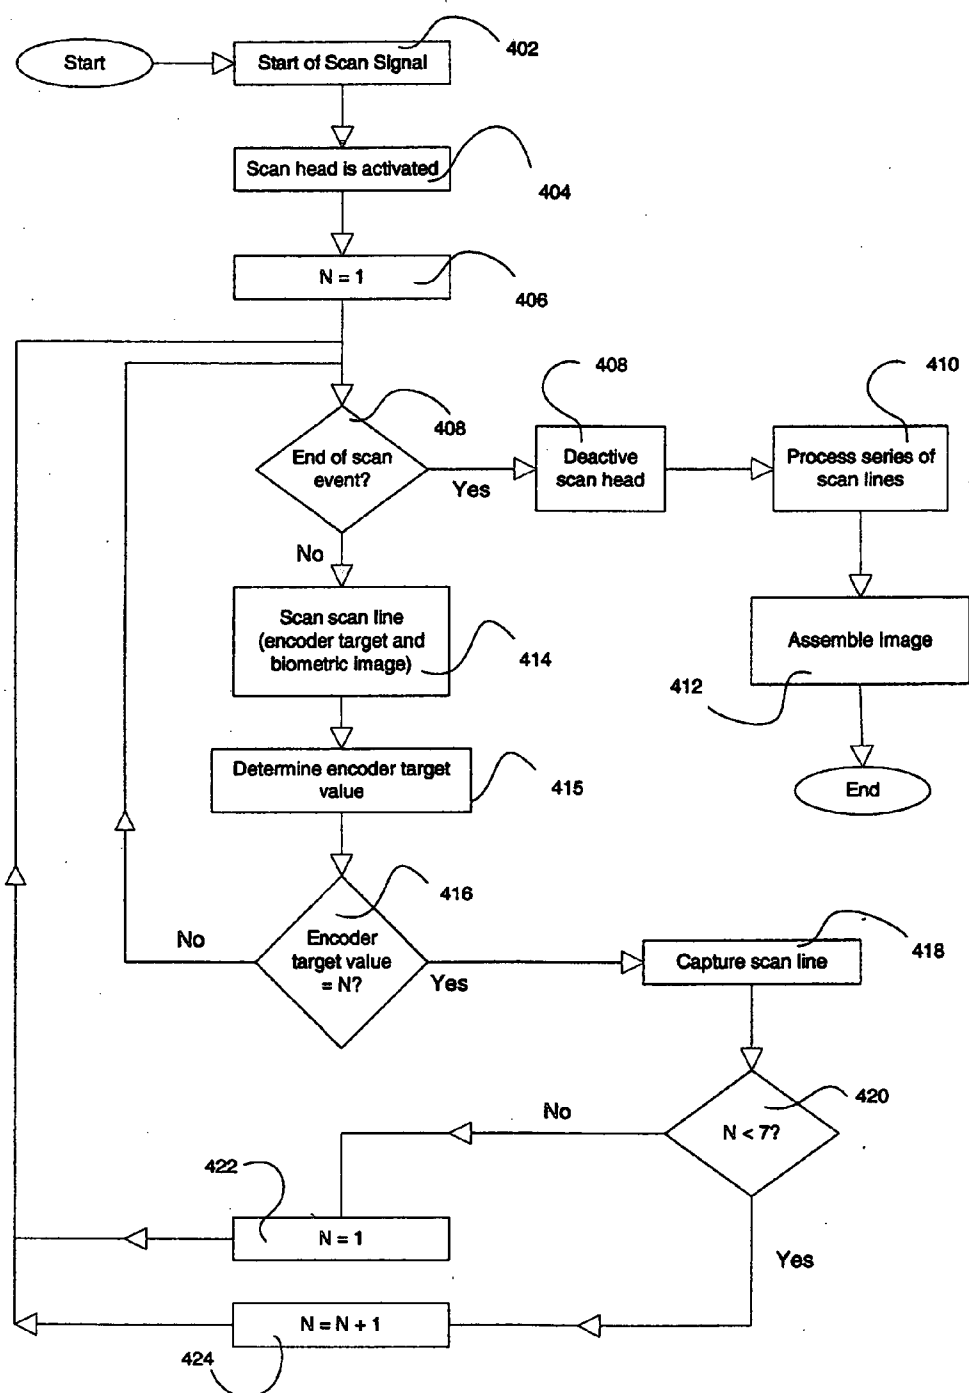 Start
Start of Scan Signal
402
Scan head is activated
404
N = 1
406
408
End of scan
event?
Yes
No
408
Deactive
scan head
410
Process series of
scan lines
Assemble Image
412
End
Scan scan line
(encoder target and
biometric image)
414
Determine encoder target
value
415
416
Encoder
target value
= N?
No
Yes
Capture scan line
418
420
N < 7?
No
Yes
422
N = 1
N = N + 1
424